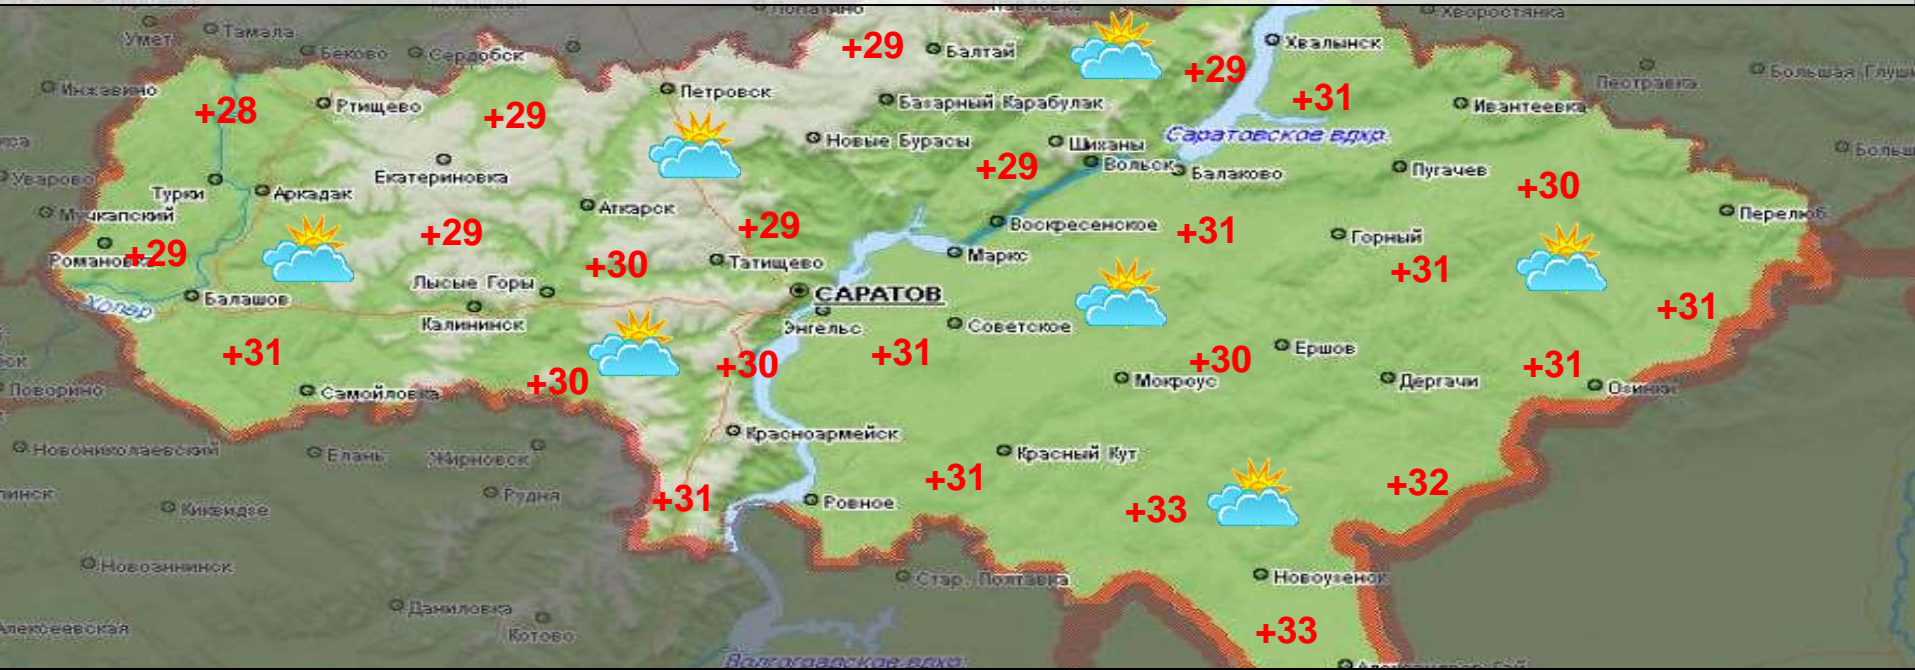 Лопатино
Хворостянка
Умет
Тамала
Беково
Сердобск
+29
Балтай
Хвалынск
+29
Пестравка
Инжавино
+28
Ртищево
+29
Петровск
Базарный Карабулак
+31
Ивантеевка
Новые Бурасы
Шиханы
Саратовское вдхр.
Уварово
Екатериновка
+29
Вольск
Балаково
Пугачев
+30
Турки
Аркадак
Мучкапский
Аткарск
+29
Воскресенское
+31
Горный
Перелюб
Романовка
+29
+29
+30
Татищево
Маркс
+31
Хопер
Балашов
Лысые Горы
САРАТОВ
+31
Калининск
Энгельс
Советское
+31
+30
+30
+31
+30
Ершов
+31
Поворино
Самойловка
Мокроус
Дергачи
Озинки
Новониколаевский
Елань
Жирновск
Красноармейск
Красный Кут
+31
+32
Рудня
+31
Ровное
+33
Киквидзе
Новоаннинск
Стар. Полтавка
Новоузенск
Даниловка
Котово
Алексеевская
+33
Волгоградское вдхр.